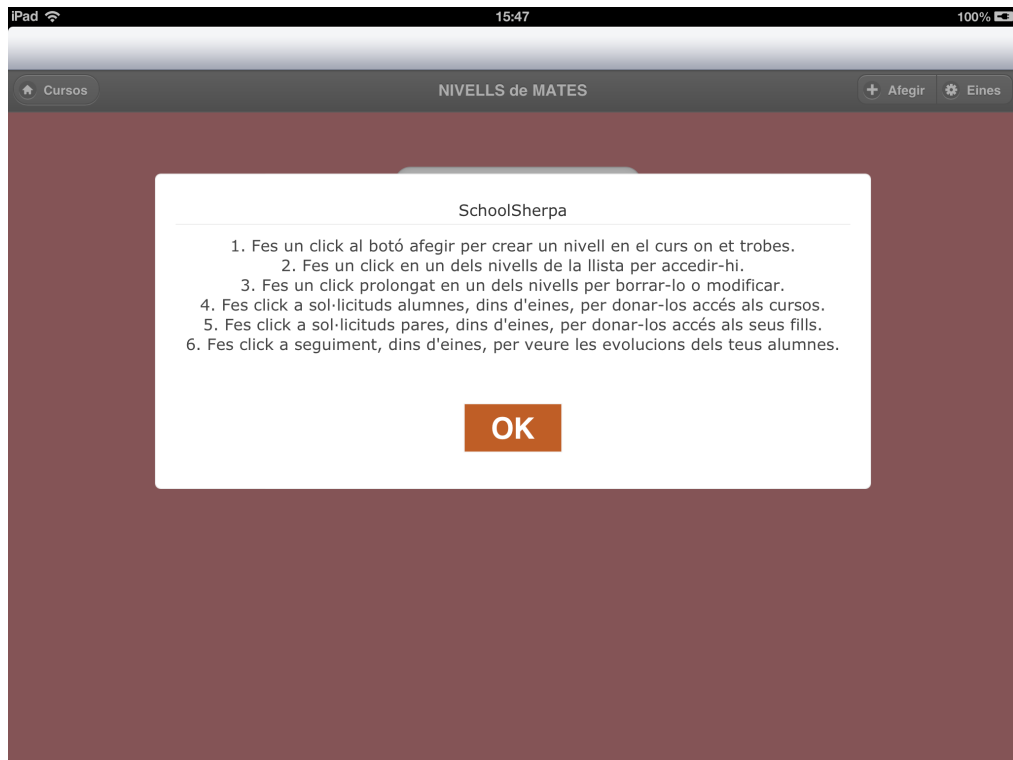 iPad 15:47 100%
Cursos NIVELLS de MATES Afegir Eines
SchoolSherpa
1. Fes un click al botó afegir per crear un nivell en el curs on et trobes.
2. Fes un click en un dels nivells de la llista per accedir-hi.
3. Fes un click prolongat en un dels nivells per borrar-lo o modificar.
4. Fes click a sol·licituds alumnes, dins d'eines, per donar-los accés als cursos.
5. Fes click a sol·licituds pares, dins d'eines, per donar-los accés als seus fills.
6. Fes click a seguiment, dins d'eines, per veure les evolucions dels teus alumnes.
OK